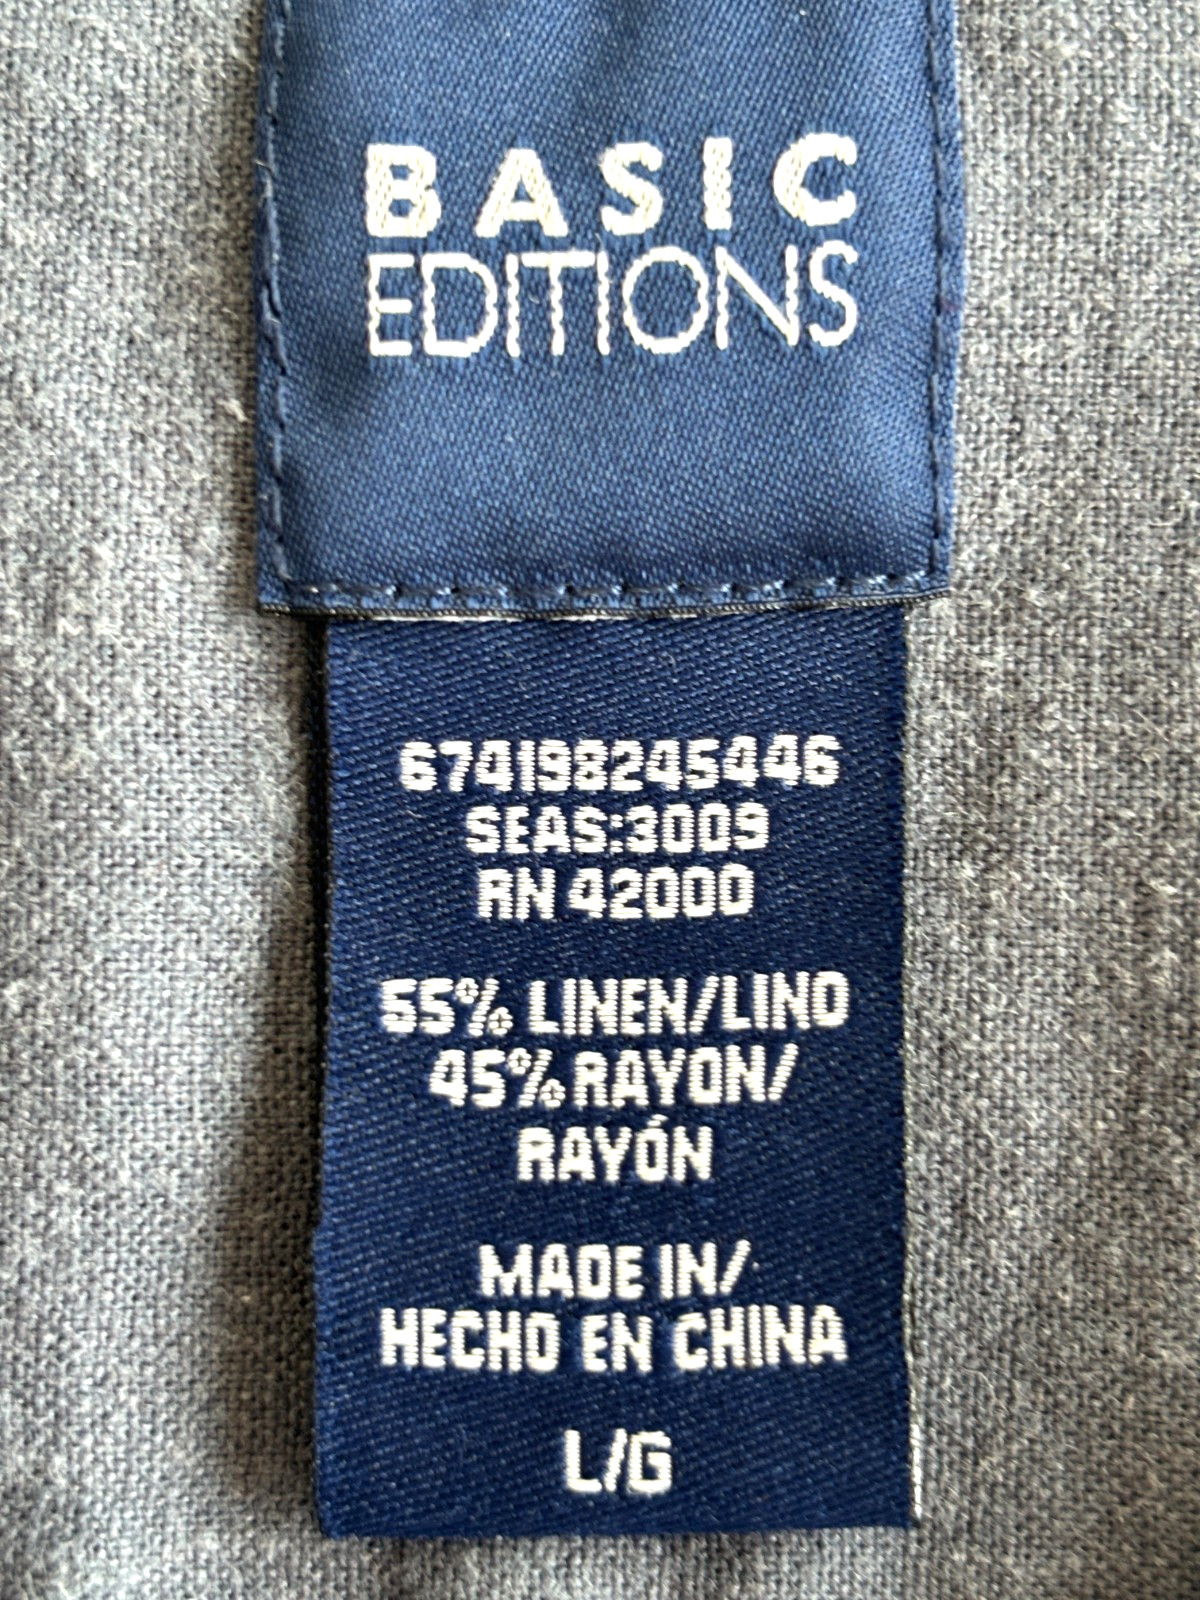 BASIC
EDITIONS
674198245446
SEAS:3009
RN 42000
55% LINEN/LINO
45% RAYON/
RAYÓN
MADE IN/
HECHO EN CHINA
L/G